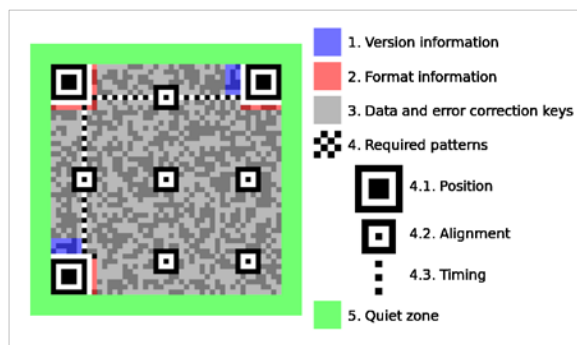 1. Version information
2. Format information
3. Data and error correction keys
4. Required patterns
4.1. Position
4.2. Alignment
4.3. Timing
5. Quiet zone